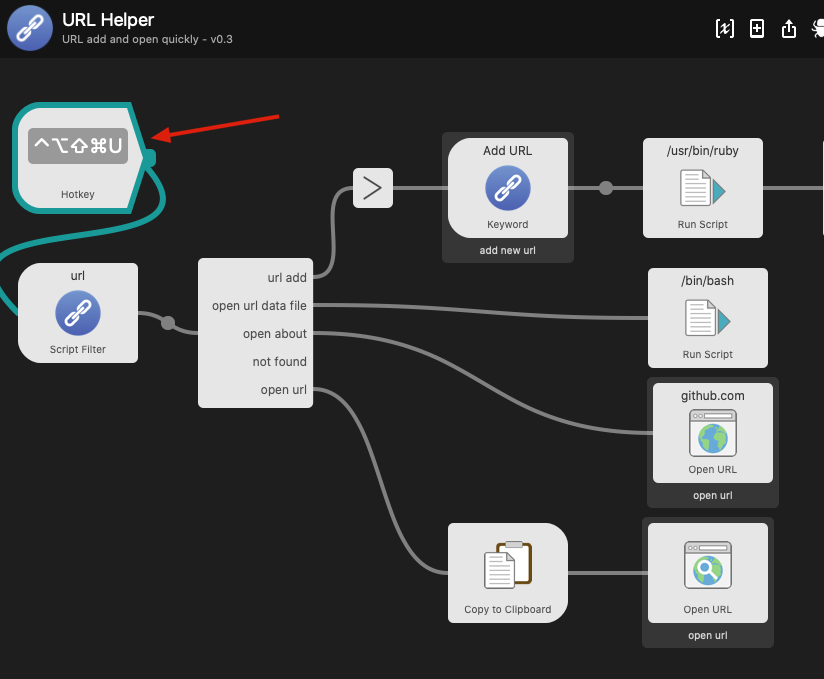 URL Helper
URL add and open quickly - v0.3
[x]
^⌥⇧⌘U
Hotkey
Add URL
Keyword
add new url
/usr/bin/ruby
Run Script
url
Script Filter
url add
open url data file
open about
not found
open url
/bin/bash
Run Script
github.com
Open URL
open url
Copy to Clipboard
Open URL
open url